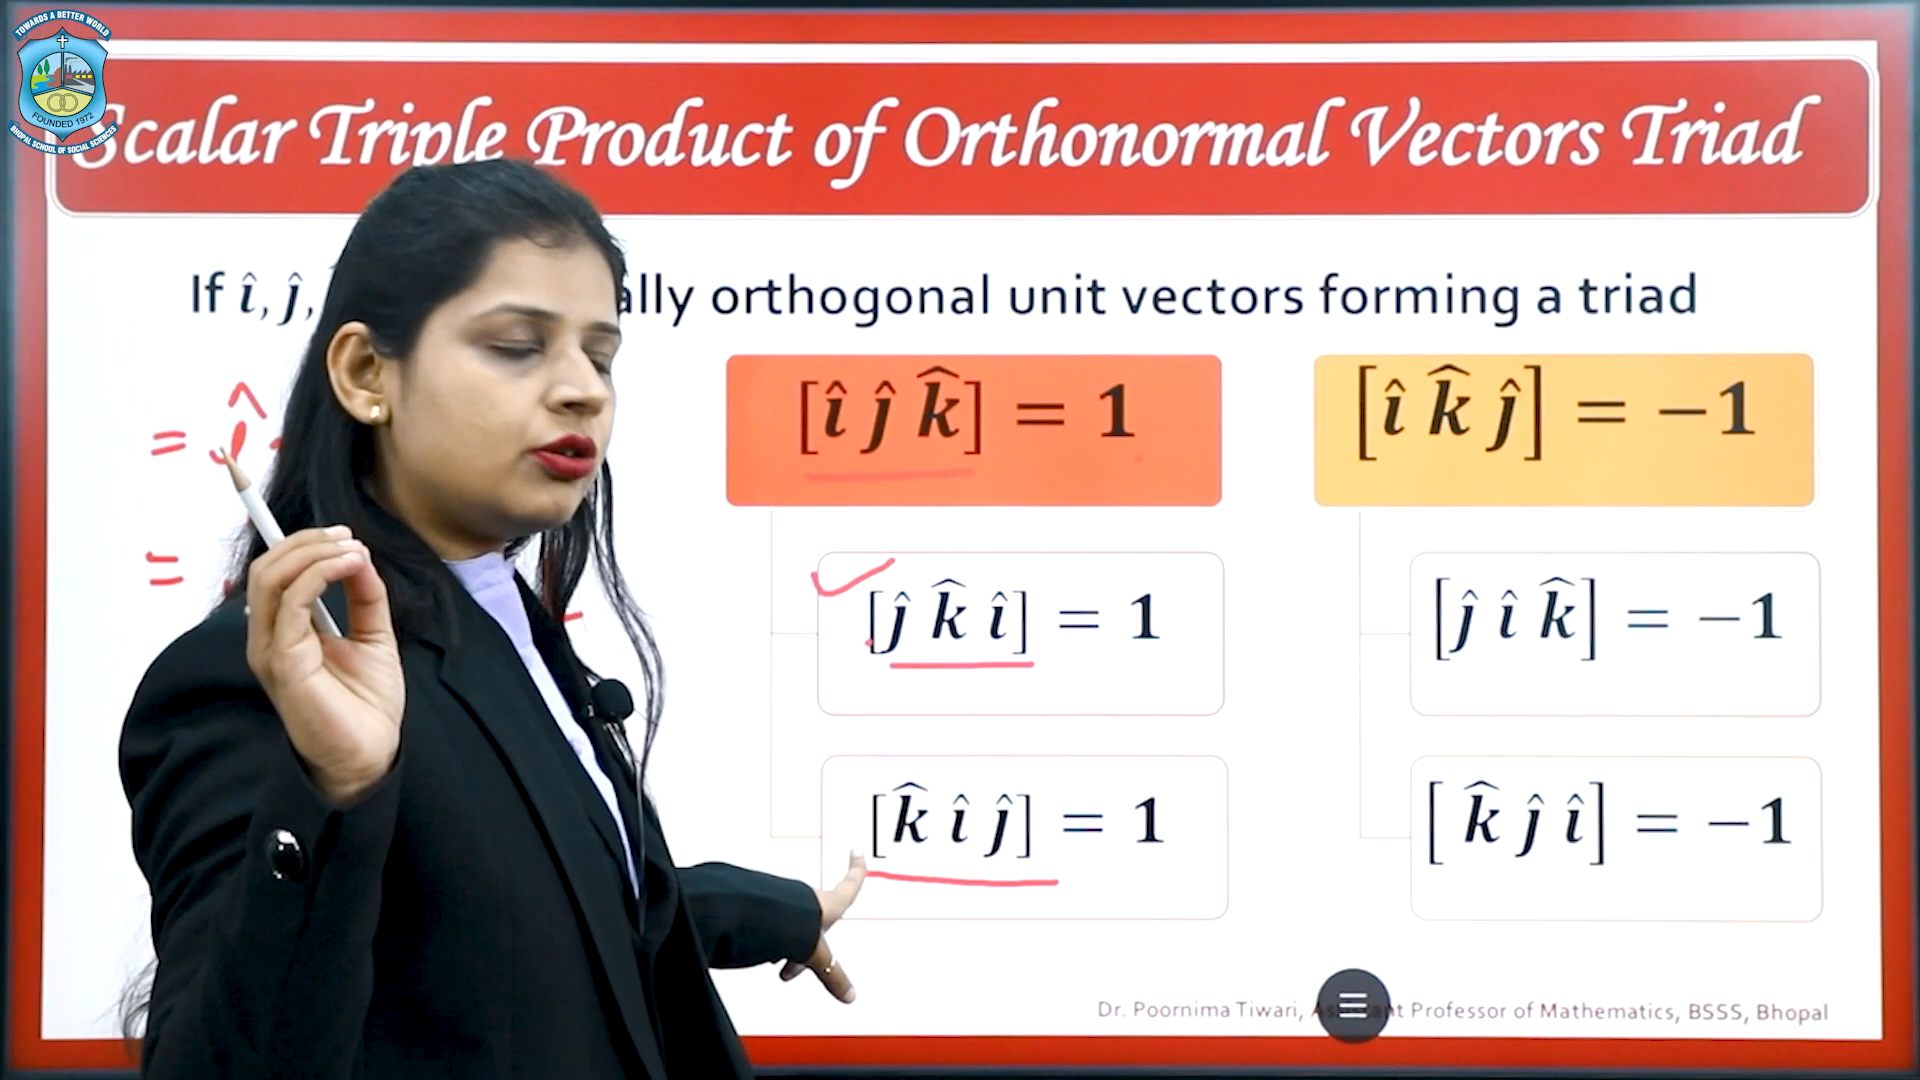 TOWARDS A BETTER WORLD
FOUNDED 1972
BHOPAL SCHOOL OF SOCIAL SCIENCES
Scalar Triple Product of Orthonormal Vectors Triad
If î, ĵ, ally orthogonal unit vectors forming a triad
= î
=
[î ĵ k̂] = 1
[î k̂ ĵ] = −1
[ĵ k̂ î] = 1
[ĵ î k̂] = −1
[k̂ î ĵ] = 1
[k̂ ĵ î] = −1
Dr. Poornima Tiwari, Assistant Professor of Mathematics, BSSS, Bhopal